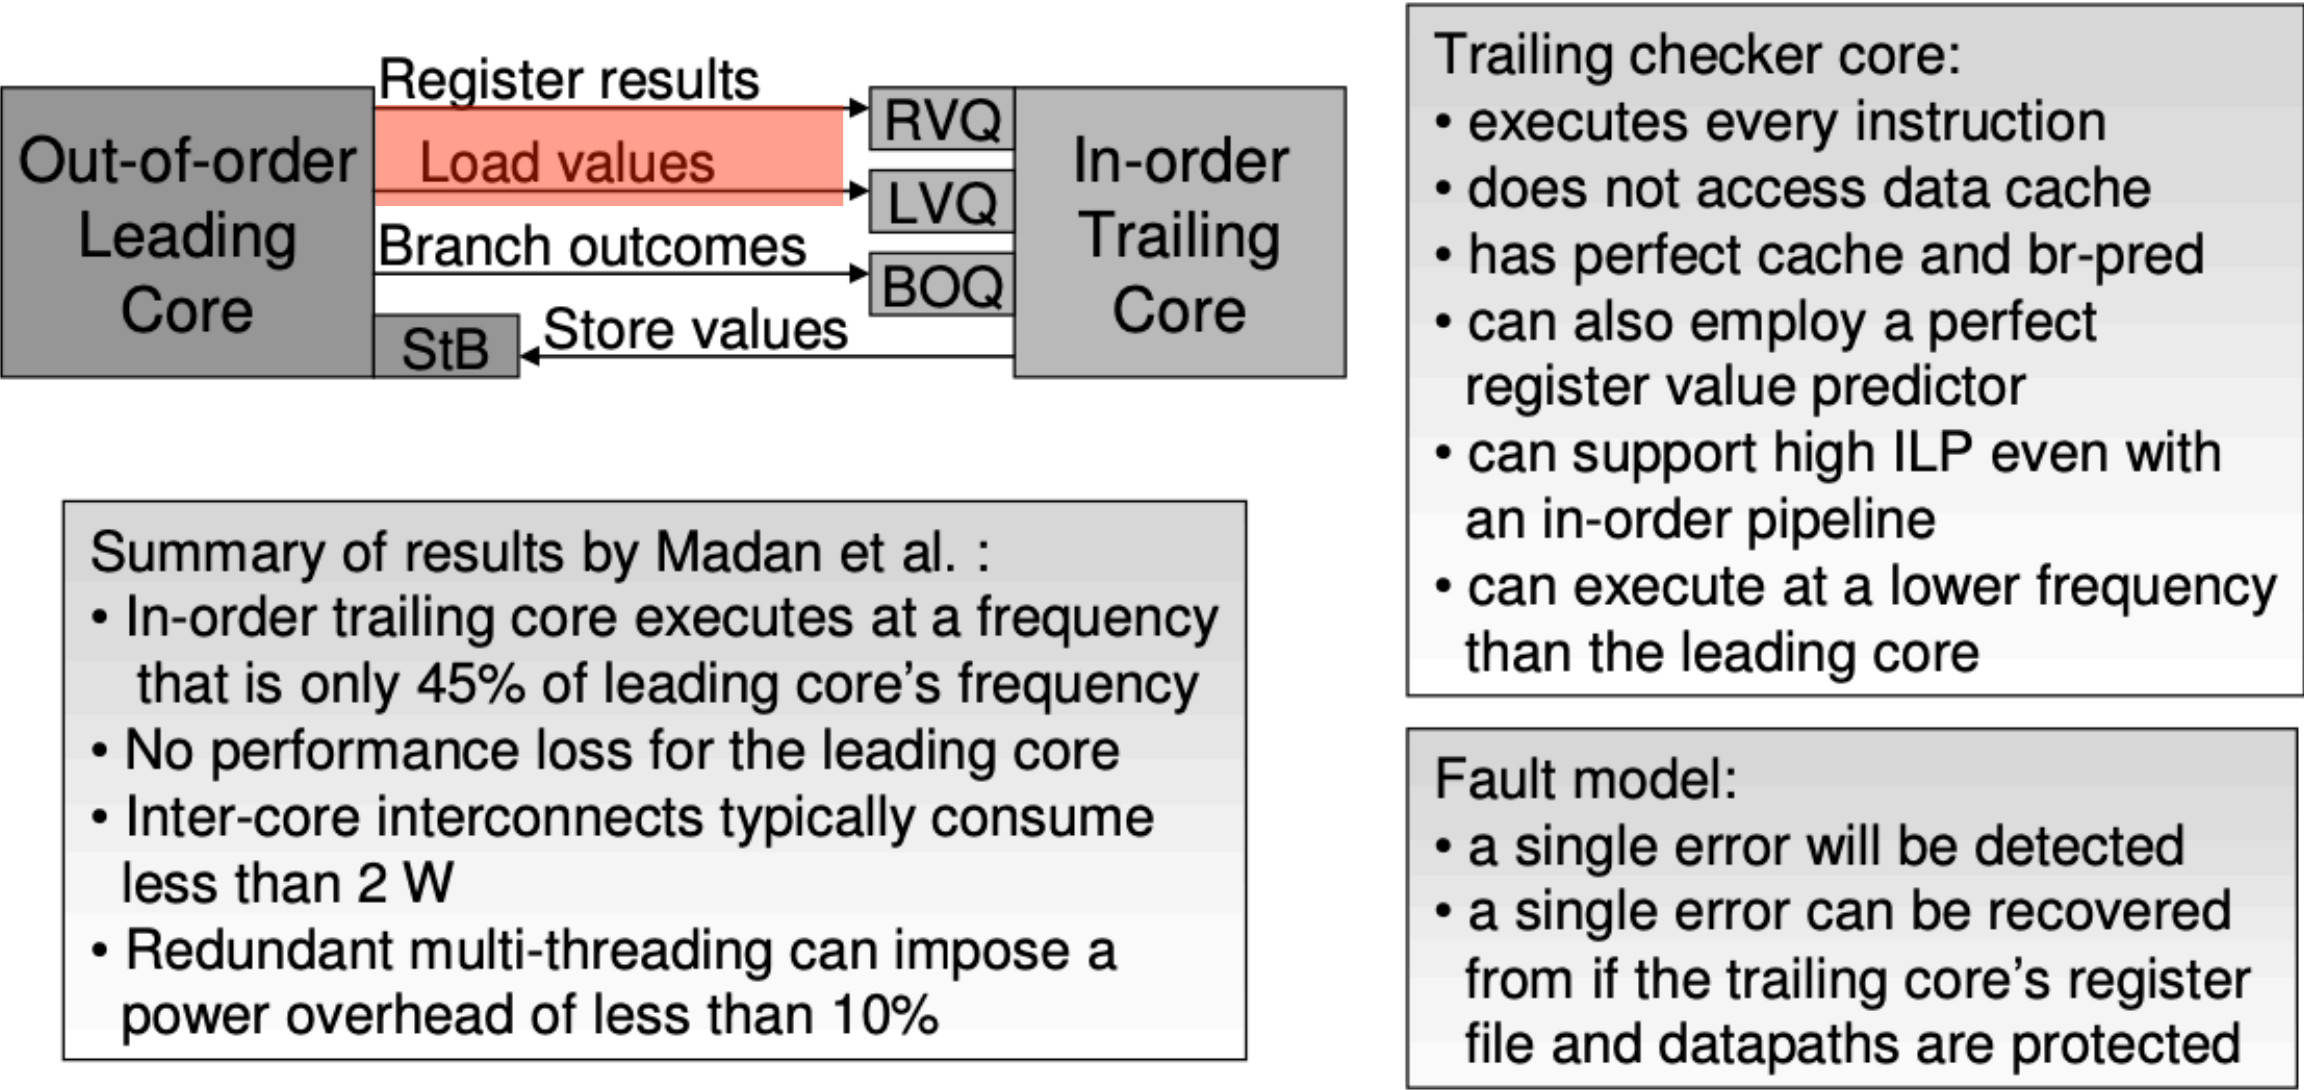 Register results
Load values
Branch outcomes
Store values
Out-of-order
Leading
Core
StB
RVQ
LVQ
BOQ
In-order
Trailing
Core
Trailing checker core:
• executes every instruction
• does not access data cache
• has perfect cache and br-pred
• can also employ a perfect
register value predictor
• can support high ILP even with
an in-order pipeline
• can execute at a lower frequency
than the leading core
Summary of results by Madan et al. :
• In-order trailing core executes at a frequency
that is only 45% of leading core's frequency
• No performance loss for the leading core
• Inter-core interconnects typically consume
less than 2 W
• Redundant multi-threading can impose a
power overhead of less than 10%
Fault model:
• a single error will be detected
• a single error can be recovered
from if the trailing core's register
file and datapaths are protected